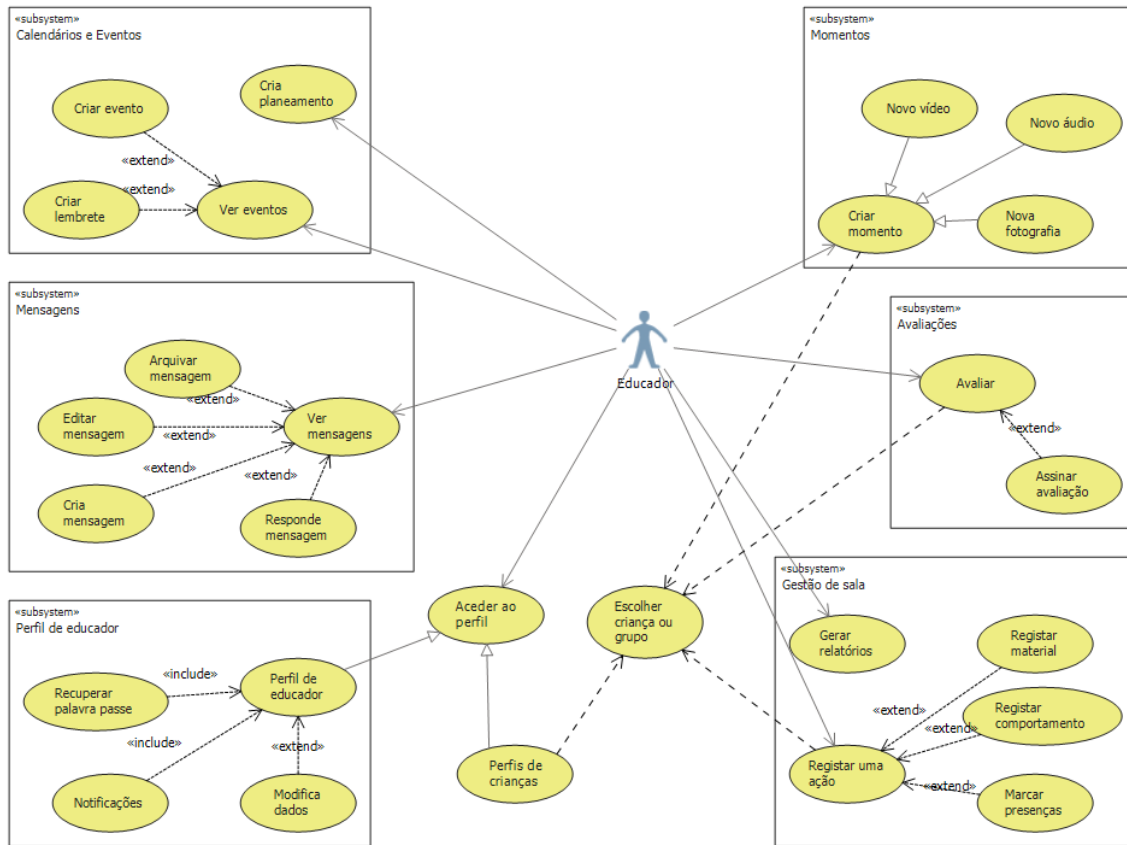 «subsystem»
Calendários e Eventos
Criar evento
Cria
planeamento
«extend»
«extend»
Criar
lembrete
Ver eventos
«subsystem»
Momentos
Novo vídeo
Novo áudio
Criar
momento
Nova
fotografia
«subsystem»
Mensagens
Arquivar
mensagem
«extend»
Editar
mensagem
«extend»
Ver
mensagens
«extend»
«extend»
Cria
mensagem
Responde
mensagem
Educador
«subsystem»
Avaliações
Avaliar
«extend»
Assinar
avaliação
«subsystem»
Perfil de educador
«include»
Recuperar
palavra passe
Perfil de
educador
«include»
«extend»
Notificações
Modifica
dados
Aceder ao
perfil
Escolher
criança ou
grupo
Perfis de
crianças
«subsystem»
Gestão de sala
Gerar
relatórios
Registar
material
«extend»
Registar
comportamento
«extend»
Registar uma
ação
«extend»
Marcar
presenças